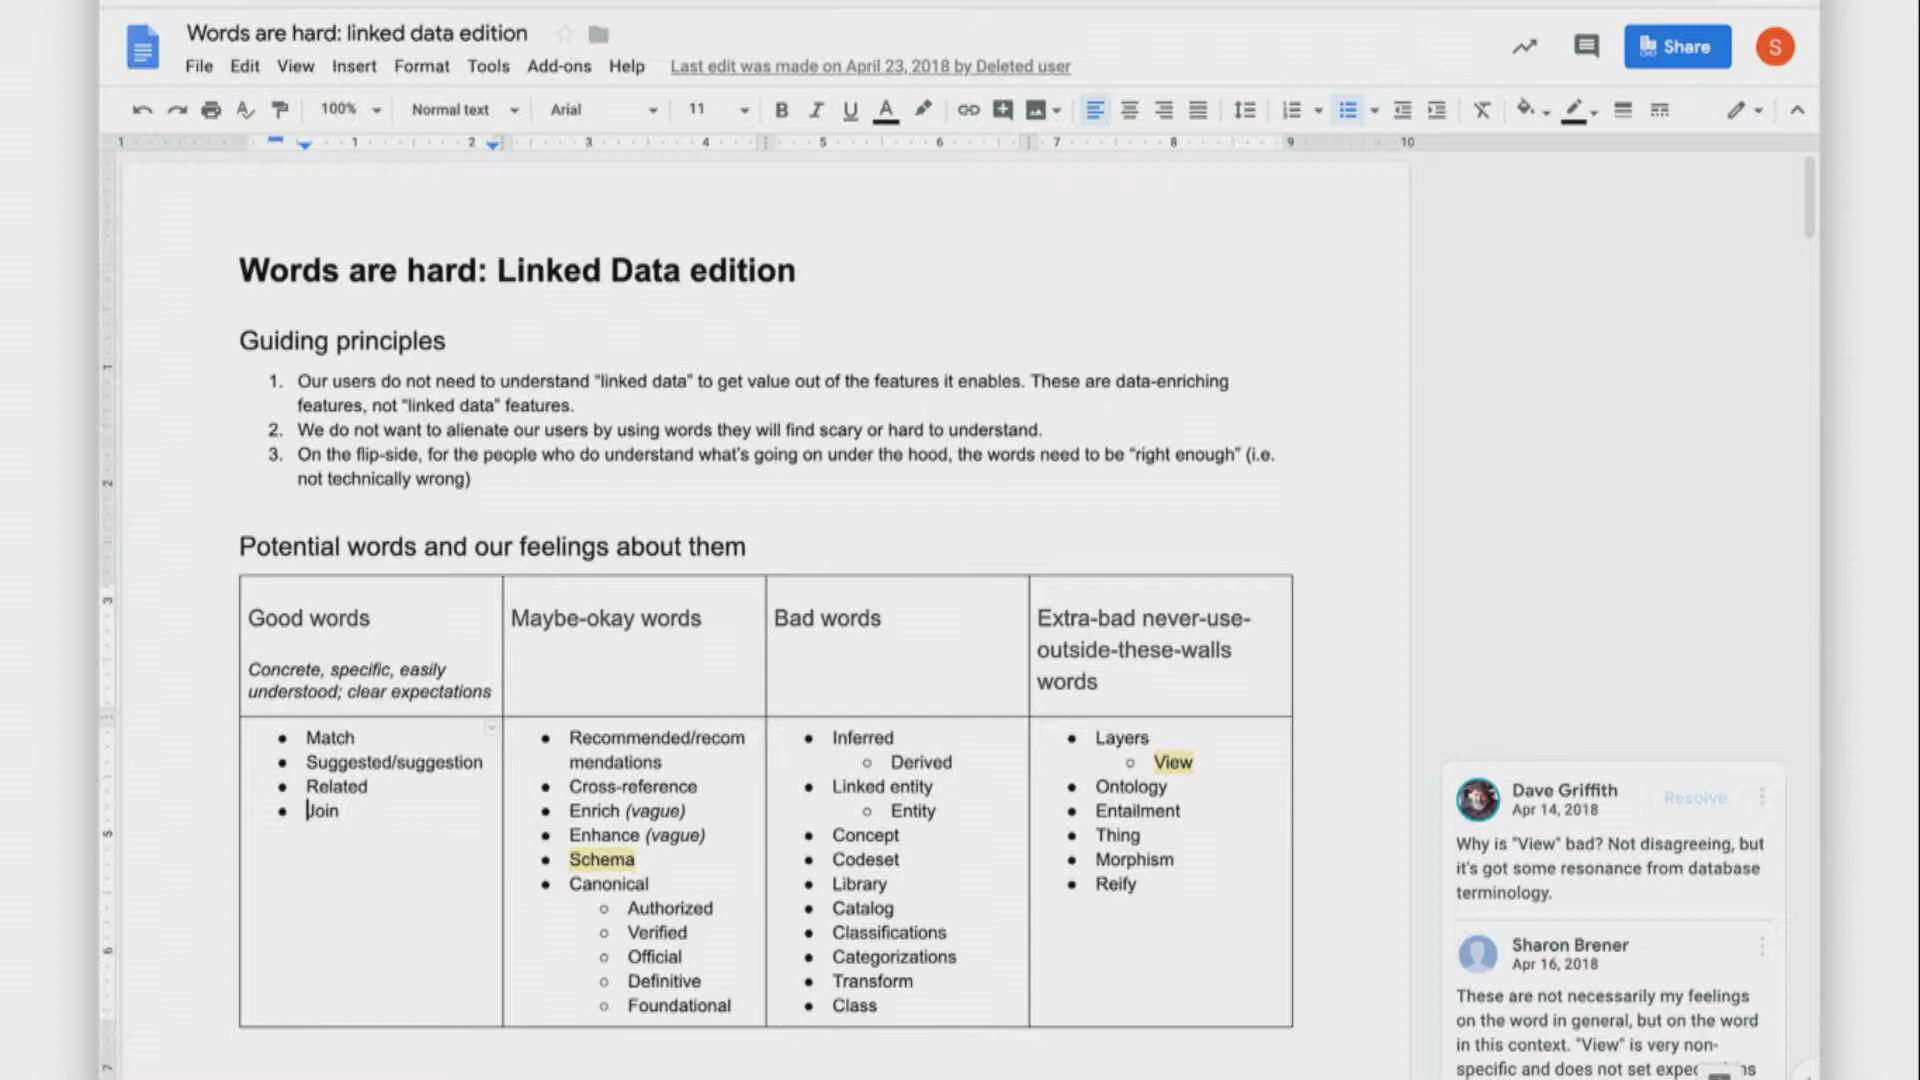 Words are hard: linked data edition
Share
S
File Edit View Insert Format Tools Add-ons Help Last edit was made on April 23, 2018 by Deleted user
100% Normal text Arial 11 B I U A
1 1 2 3 4 5 6 7 8 9 10
Words are hard: Linked Data edition
Guiding principles
1. Our users do not need to understand “linked data” to get value out of the features it enables. These are data-enriching
features, not “linked data” features.
2. We do not want to alienate our users by using words they will find scary or hard to understand.
3. On the flip-side, for the people who do understand what’s going on under the hood, the words need to be “right enough” (i.e.
not technically wrong)
Potential words and our feelings about them
Good words
Concrete, specific, easily
understood; clear expectations
Maybe-okay words
Bad words
Extra-bad never-use-
outside-these-walls
words
● Match
● Suggested/suggestion
● Related
● Join
● Recommended/recom
mendations
● Cross-reference
● Enrich (vague)
● Enhance (vague)
● Schema
● Canonical
○ Authorized
○ Verified
○ Official
○ Definitive
○ Foundational
● Inferred
○ Derived
● Linked entity
○ Entity
● Concept
● Codeset
● Library
● Catalog
● Classifications
● Categorizations
● Transform
● Class
● Layers
○ View
● Ontology
● Entailment
● Thing
● Morphism
● Reify
Dave Griffith
Apr 14, 2018
Resolve
Why is "View" bad? Not disagreeing, but
it's got some resonance from database
terminology.
Sharon Brener
Apr 16, 2018
These are not necessarily my feelings
on the word in general, but on the word
in this context. "View" is very non-
specific and does not set